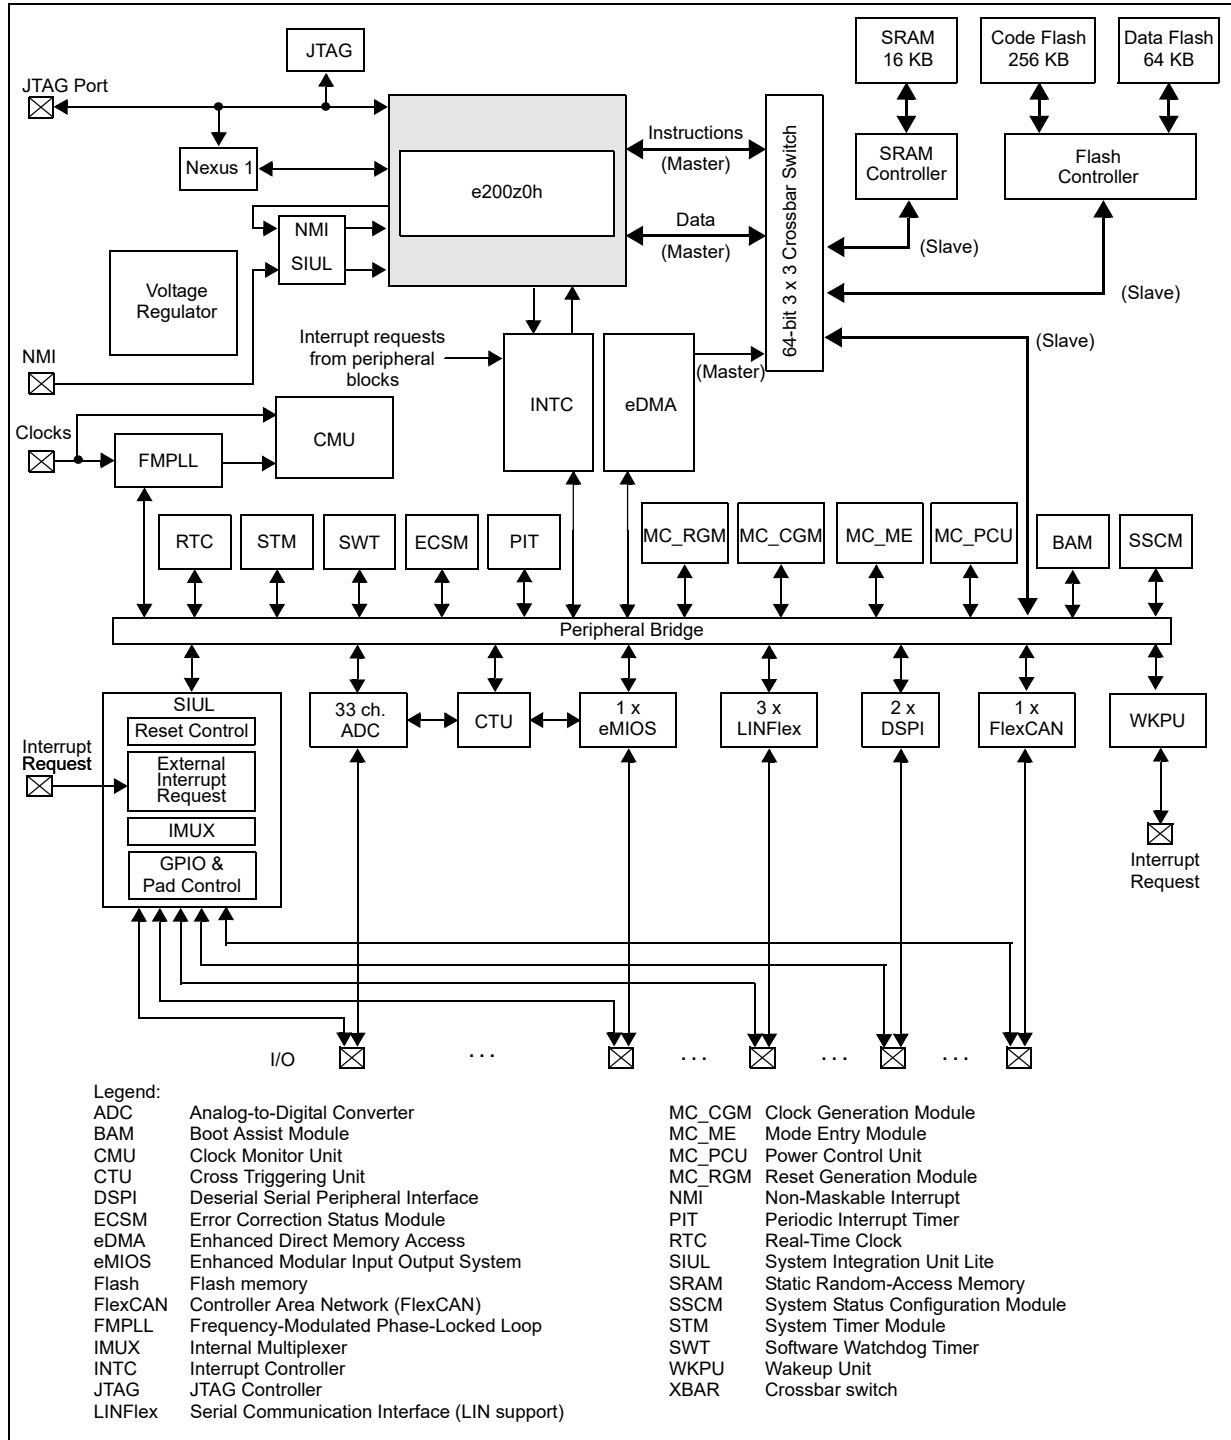 JTAG
SRAM
16 KB
Code Flash
256 KB
Data Flash
64 KB
JTAG Port
Nexus 1
e200z0h
Instructions
(Master)
Data
(Master)
64-bit 3 x 3 Crossbar Switch
SRAM
Controller
Flash
Controller
NMI
SIUL
(Slave)
(Slave)
(Slave)
Voltage
Regulator
NMI
Interrupt requests
from peripheral
blocks
INTC
eDMA
(Master)
Clocks
FMPLL
CMU
RTC
STM
SWT
ECSM
PIT
MC_RGM
MC_CGM
MC_ME
MC_PCU
BAM
SSCM
Peripheral Bridge
SIUL
Reset Control
External
Interrupt
Request
IMUX
GPIO &
Pad Control
Interrupt
Request
33 ch.
ADC
CTU
1 x
eMIOS
3 x
LINFlex
2 x
DSPI
1 x
FlexCAN
WKPU
Interrupt
Request
I/O
. . .
. . .
. . .
. . .
Legend:
ADC Analog-to-Digital Converter
BAM Boot Assist Module
CMU Clock Monitor Unit
CTU Cross Triggering Unit
DSPI Deserial Serial Peripheral Interface
ECSM Error Correction Status Module
eDMA Enhanced Direct Memory Access
eMIOS Enhanced Modular Input Output System
Flash Flash memory
FlexCAN Controller Area Network (FlexCAN)
FMPLL Frequency-Modulated Phase-Locked Loop
IMUX Internal Multiplexer
INTC Interrupt Controller
JTAG JTAG Controller
LINFlex Serial Communication Interface (LIN support)
MC_CGM Clock Generation Module
MC_ME Mode Entry Module
MC_PCU Power Control Unit
MC_RGM Reset Generation Module
NMI Non-Maskable Interrupt
PIT Periodic Interrupt Timer
RTC Real-Time Clock
SIUL System Integration Unit Lite
SRAM Static Random-Access Memory
SSCM System Status Configuration Module
STM System Timer Module
SWT Software Watchdog Timer
WKPU Wakeup Unit
XBAR Crossbar switch